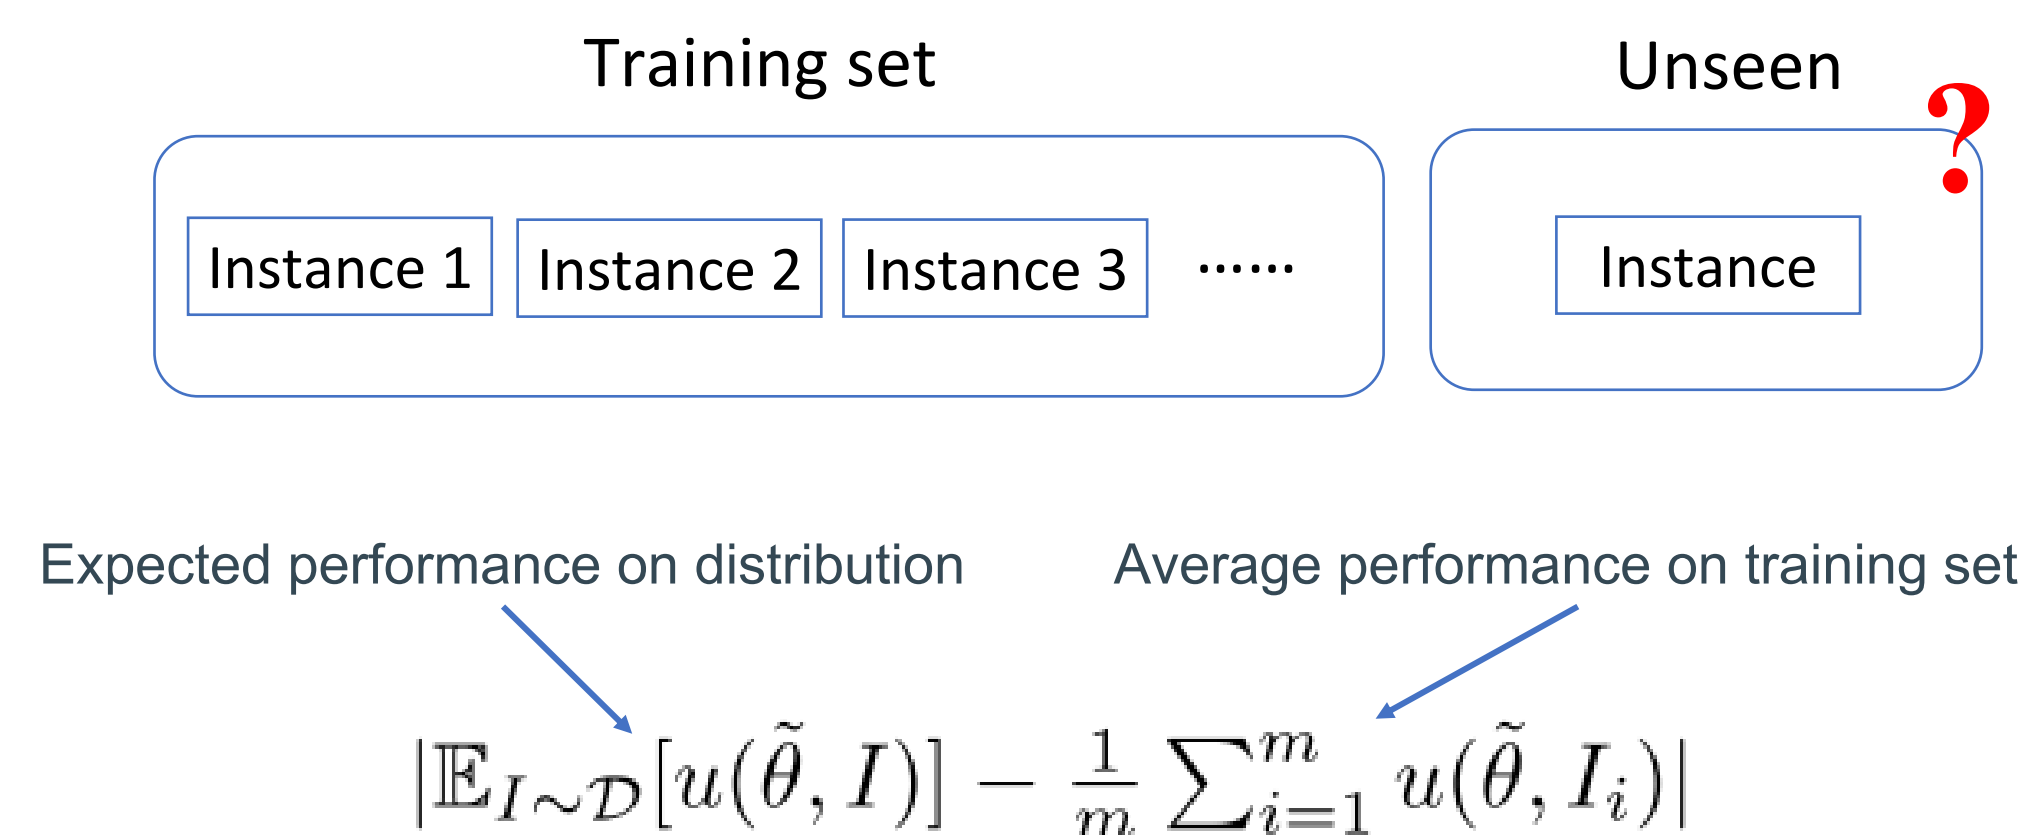 Training set
Unseen
?
Instance 1
Instance 2
Instance 3
......
Instance
Expected performance on distribution
Average performance on training set
|𝔼_{I∼𝒟}[u(θ̃, I)] − \frac{1}{m} ∑_{i=1}^{m} u(θ̃, I_i)|